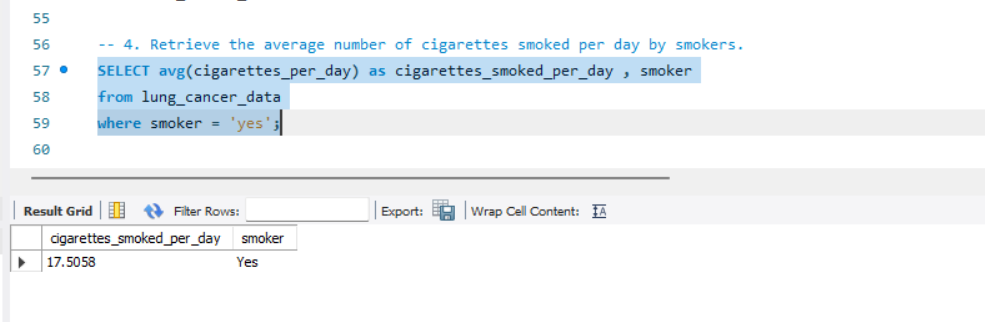 55
56 -- 4. Retrieve the average number of cigarettes smoked per day by smokers.
57 SELECT avg(cigarettes_per_day) as cigarettes_smoked_per_day , smoker
58 from lung_cancer_data
59 where smoker = 'yes';
60
Result Grid Filter Rows: Export: Wrap Cell Content:
cigarettes_smoked_per_day smoker
17.5058 Yes